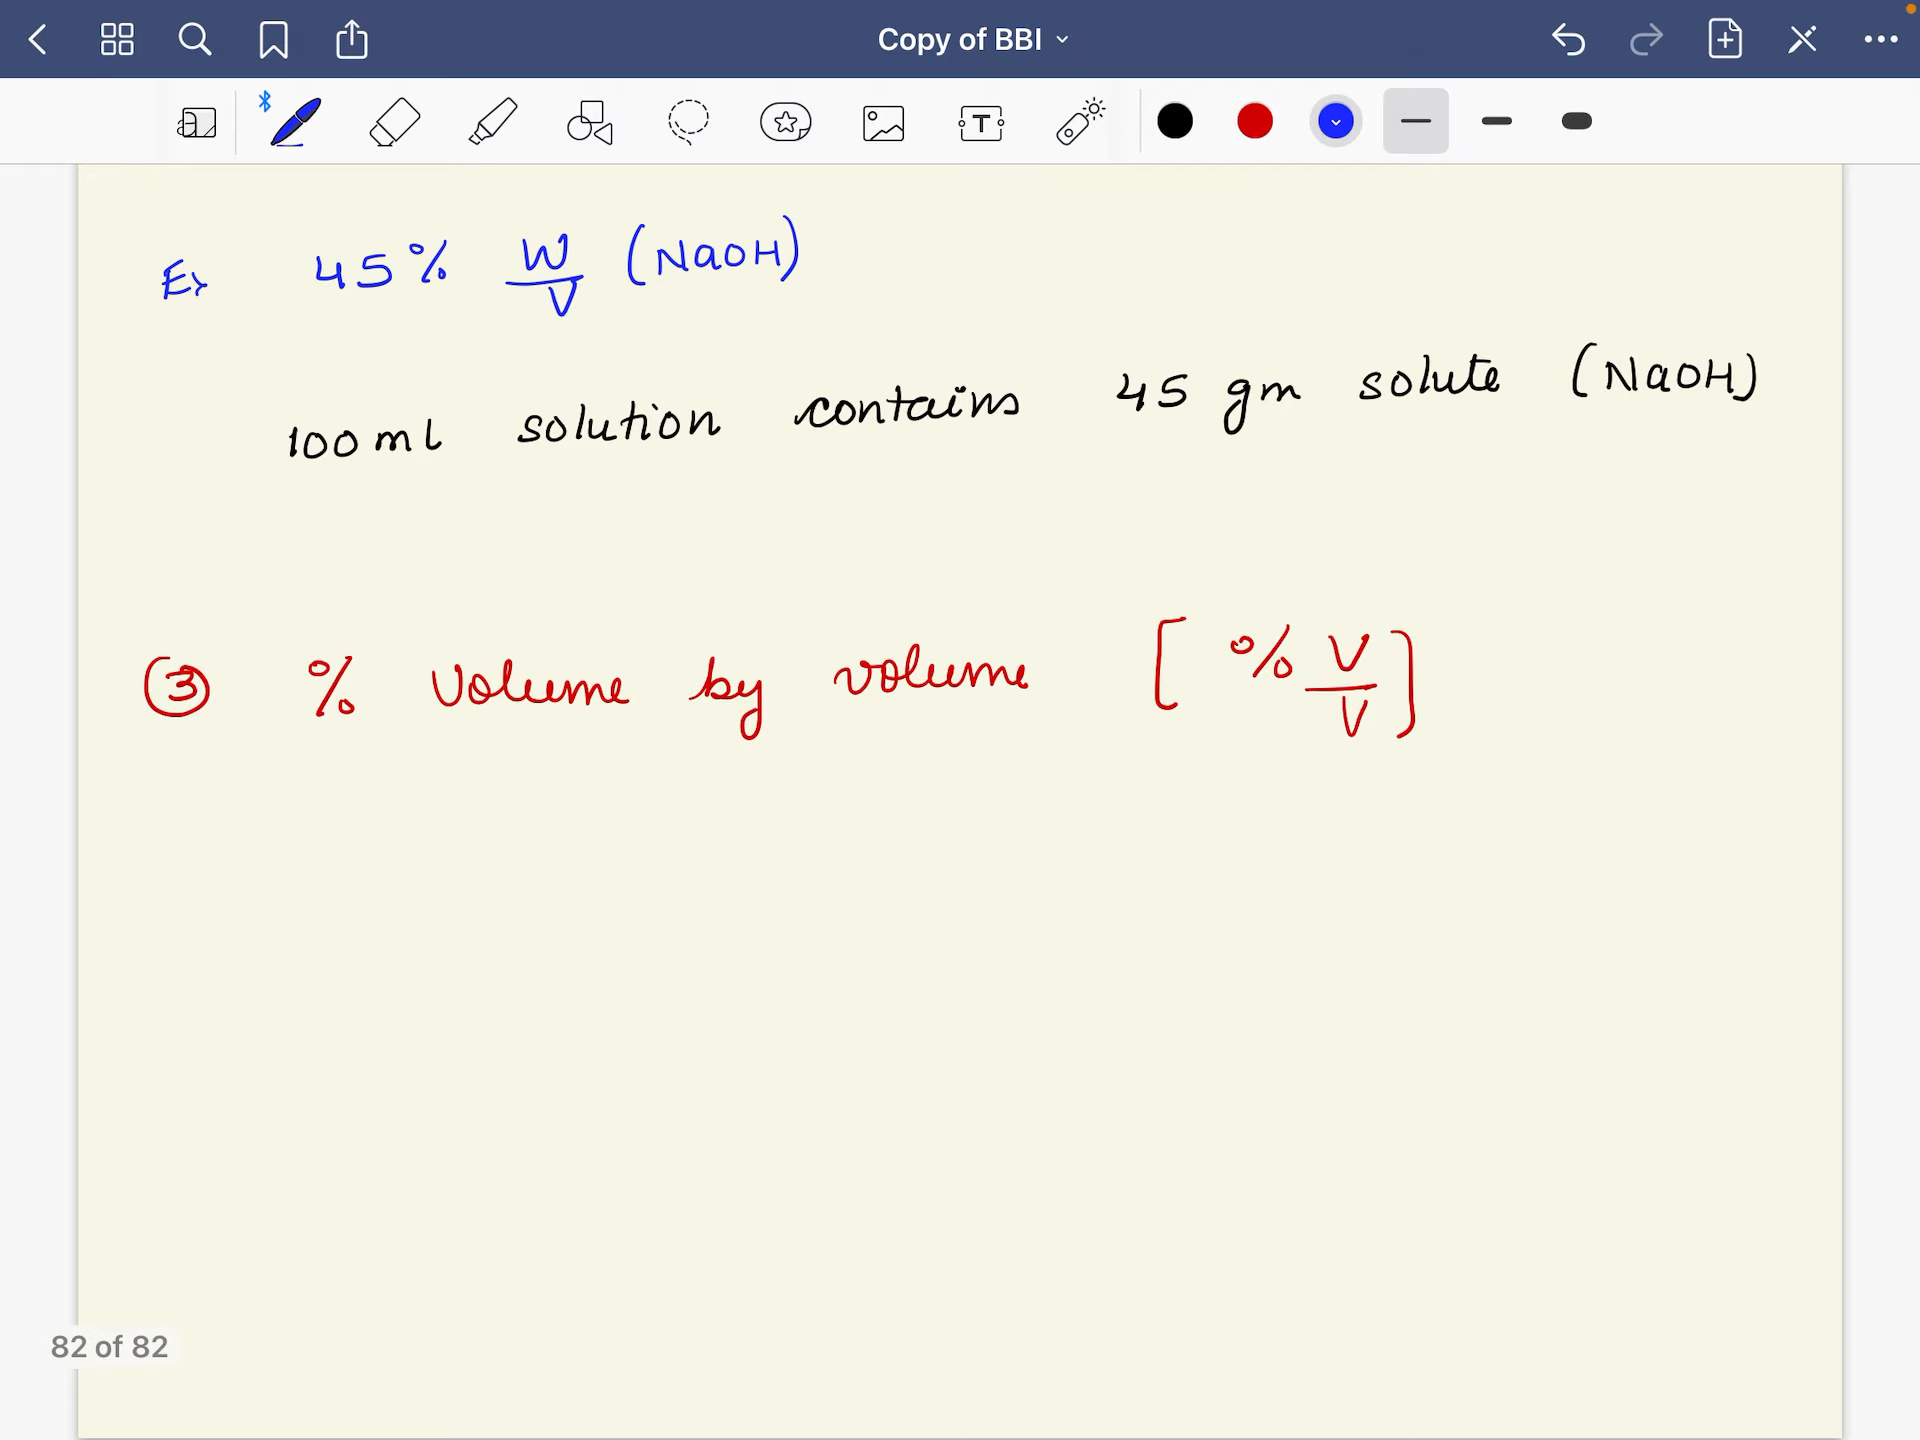 Copy of BBI
T
Ex 45% W/V (NaOH)
100 ml solution contains 45 gm solute (NaOH)
③ % Volume by volume [% V/V]
82 of 82